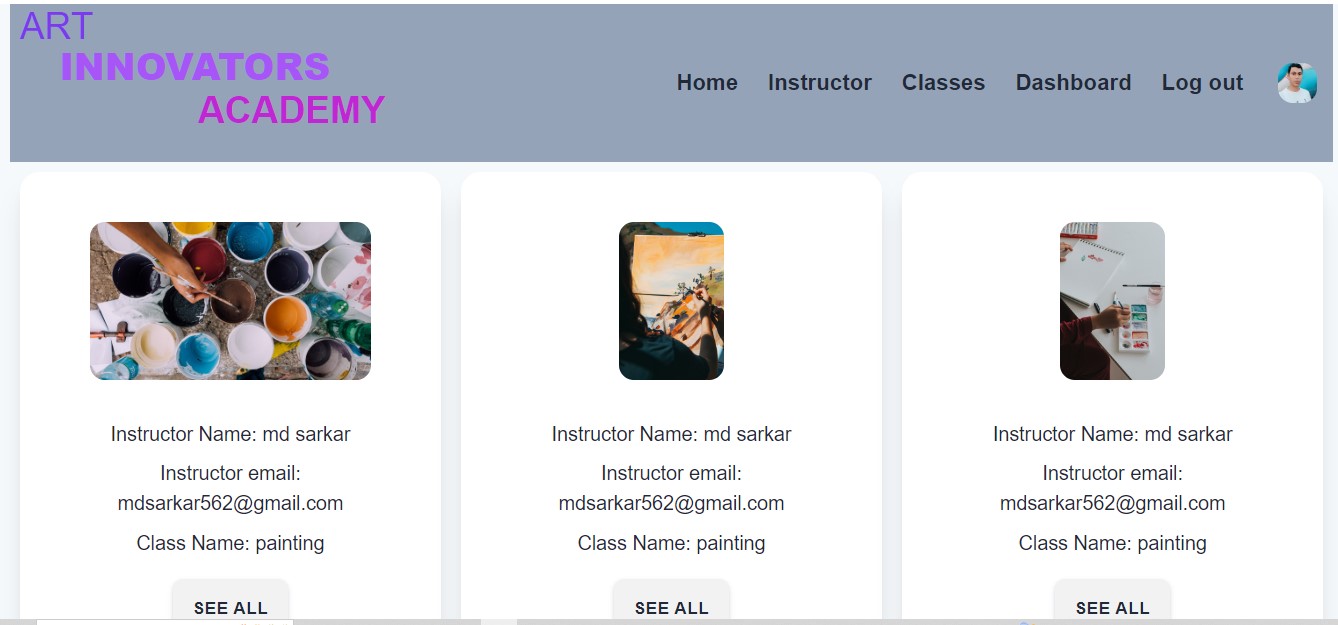 ART
INNOVATORS
ACADEMY
Home Instructor Classes Dashboard Log out
Instructor Name: md sarkar
Instructor email:
mdsarkar562@gmail.com
Class Name: painting
SEE ALL
Instructor Name: md sarkar
Instructor email:
mdsarkar562@gmail.com
Class Name: painting
SEE ALL
Instructor Name: md sarkar
Instructor email:
mdsarkar562@gmail.com
Class Name: painting
SEE ALL